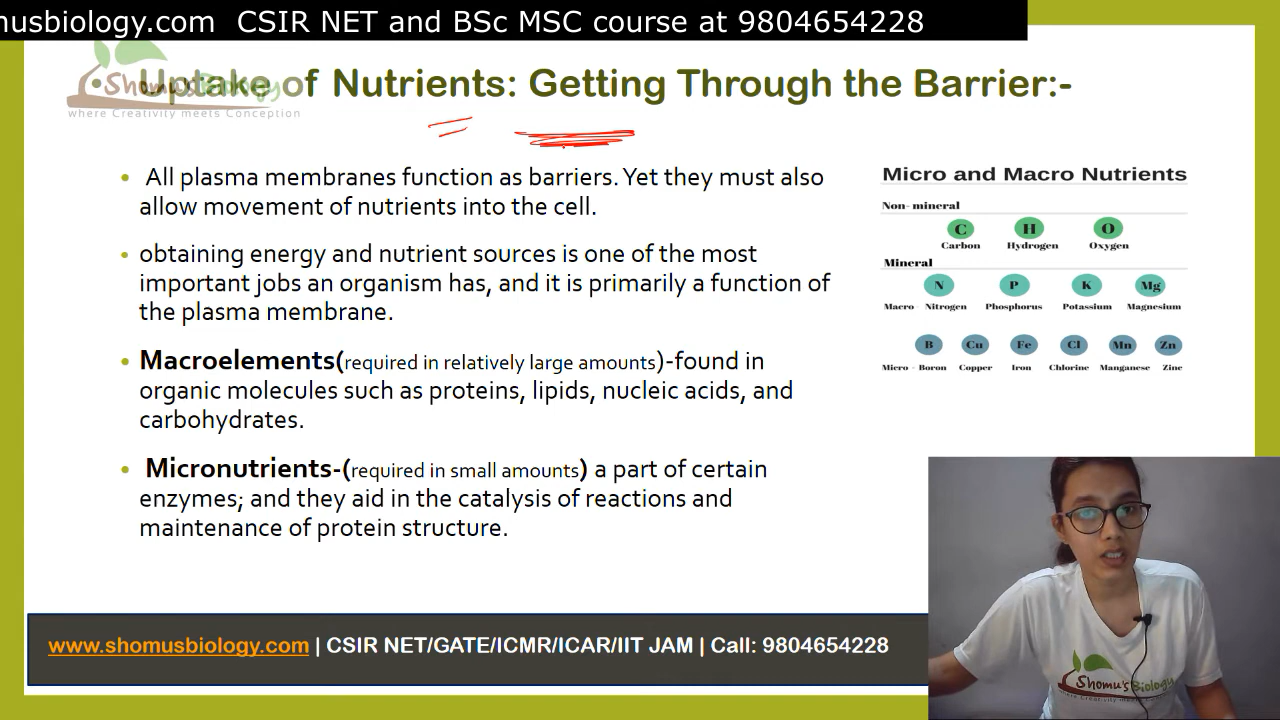 musbiology.com CSIR NET and BSc MSC course at 9804654228
Shomu's Biology
where Creativity meets Conception
Uptake of Nutrients: Getting Through the Barrier:-
• All plasma membranes function as barriers. Yet they must also
allow movement of nutrients into the cell.
• obtaining energy and nutrient sources is one of the most
important jobs an organism has, and it is primarily a function of
the plasma membrane.
• Macroelements(required in relatively large amounts)-found in
organic molecules such as proteins, lipids, nucleic acids, and
carbohydrates.
• Micronutrients-(required in small amounts) a part of certain
enzymes; and they aid in the catalysis of reactions and
maintenance of protein structure.
Micro and Macro Nutrients
Non- mineral
C H O
Carbon Hydrogen Oxygen
Mineral
N P K Mg
Macro Nitrogen Phosphorus Potassium Magnesium
B Cu Fe Cl Mn Zn
Micro - Boron Copper Iron Chlorine Manganese Zinc
www.shomusbiology.com | CSIR NET/GATE/ICMR/ICAR/IIT JAM | Call: 9804654228
Shomu's Biology